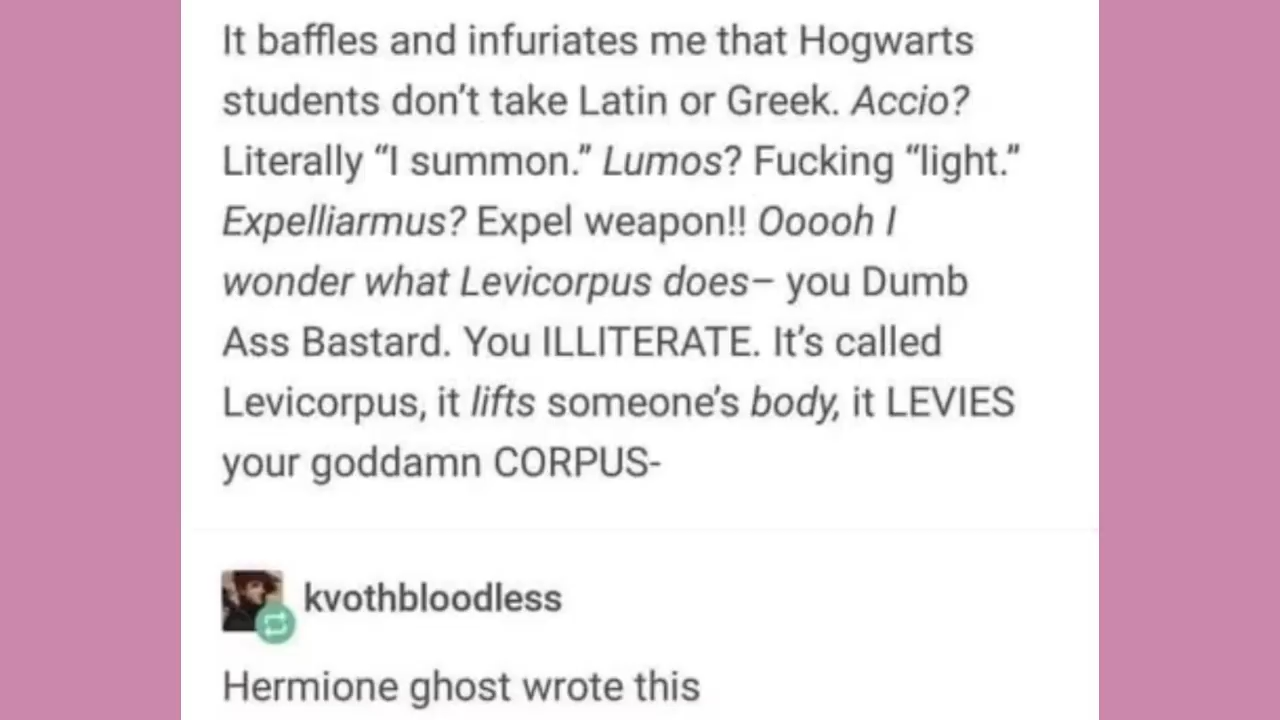 It baffles and infuriates me that Hogwarts
students don't take Latin or Greek. Accio?
Literally “I summon.” Lumos? Fucking “light.”
Expelliarmus? Expel weapon!! Ooooh I
wonder what Levicorpus does– you Dumb
Ass Bastard. You ILLITERATE. It’s called
Levicorpus, it lifts someone’s body, it LEVIES
your goddamn CORPUS-
kvothbloodless
Hermione ghost wrote this